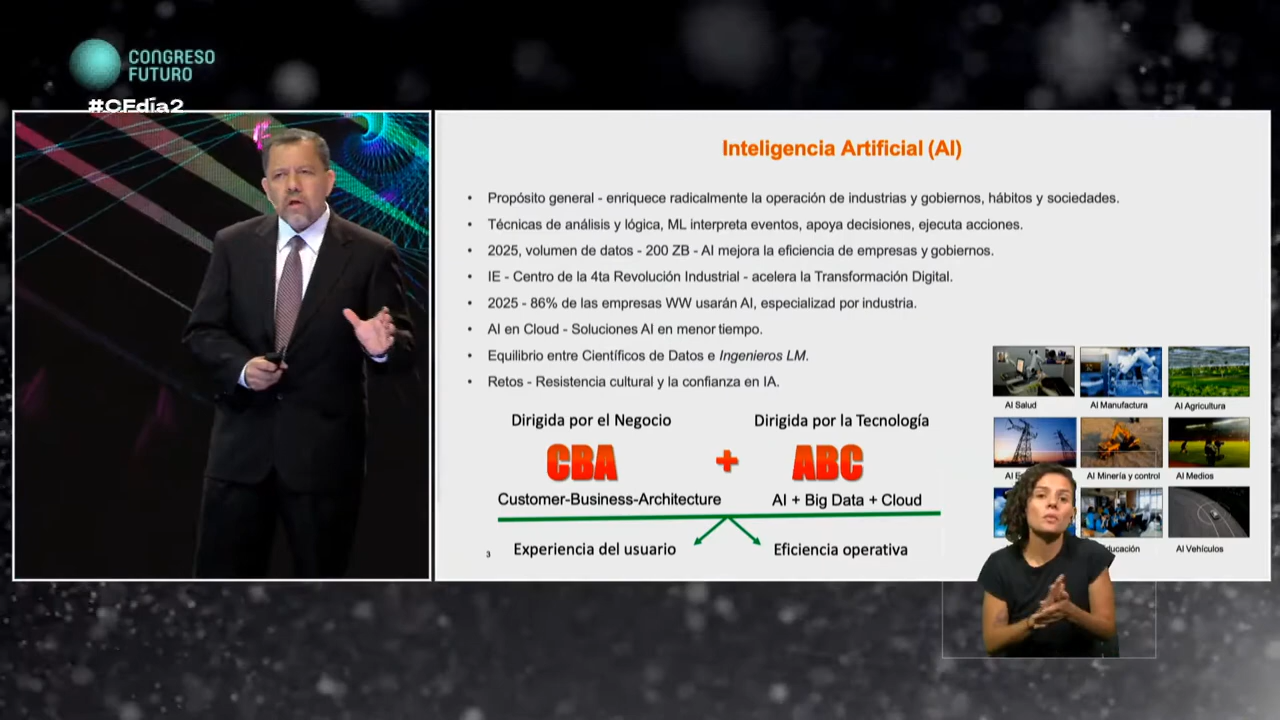 CONGRESO
FUTURO
#CFdía2
Inteligencia Artificial (AI)
• Propósito general - enriquece radicalmente la operación de industrias y gobiernos, hábitos y sociedades.
• Técnicas de análisis y lógica, ML interpreta eventos, apoya decisiones, ejecuta acciones.
• 2025, volumen de datos - 200 ZB - AI mejora la eficiencia de empresas y gobiernos.
• IE - Centro de la 4ta Revolución Industrial - acelera la Transformación Digital.
• 2025 - 86% de las empresas WW usarán AI, especializad por industria.
• AI en Cloud - Soluciones AI en menor tiempo.
• Equilibrio entre Científicos de Datos e Ingenieros LM.
• Retos - Resistencia cultural y la confianza en IA.
Dirigida por el Negocio
Dirigida por la Tecnología
CBA + ABC
Customer-Business-Architecture
AI + Big Data + Cloud
3
Experiencia del usuario
Eficiencia operativa
AI Salud
AI Manufactura
AI Agricultura
AI Minería y control
AI Medios
AI Vehículos